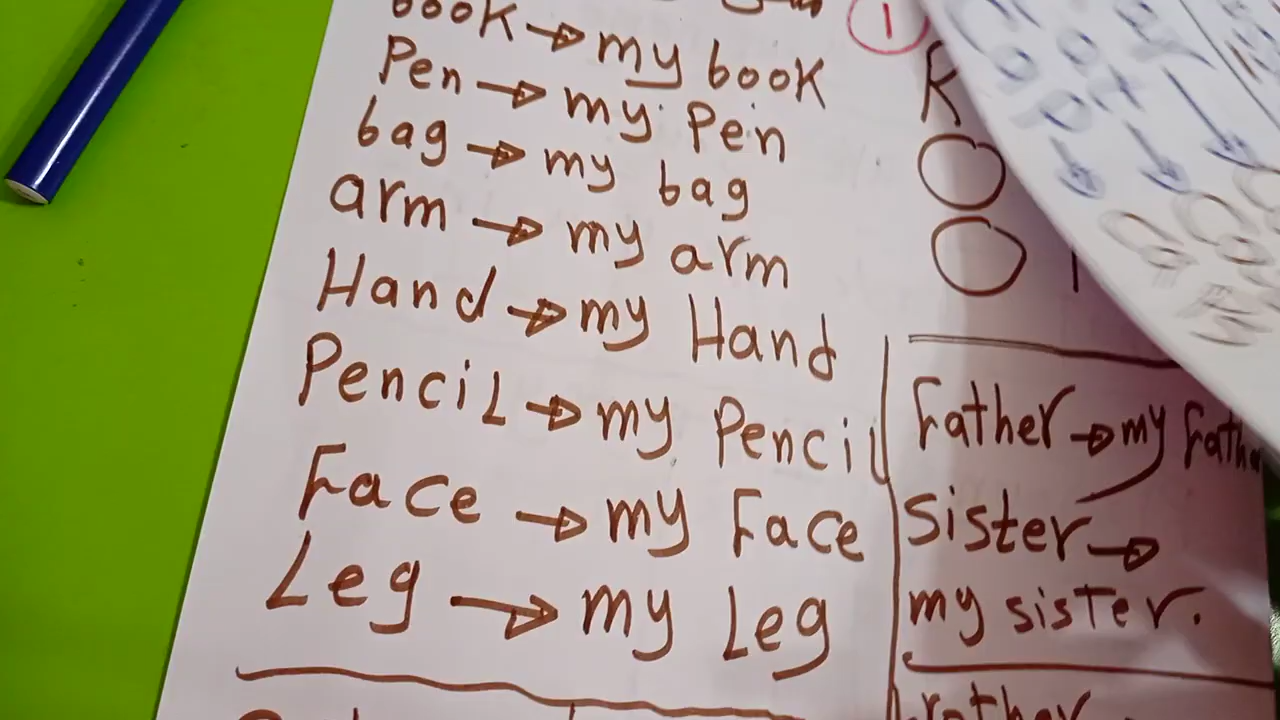 book → my book
Pen → my Pen
bag → my bag
arm → my arm
Hand → my Hand
Pencil → my Pencil
Face → my Face
Leg → my Leg
1
R
Father → my
Sister →
my sister.